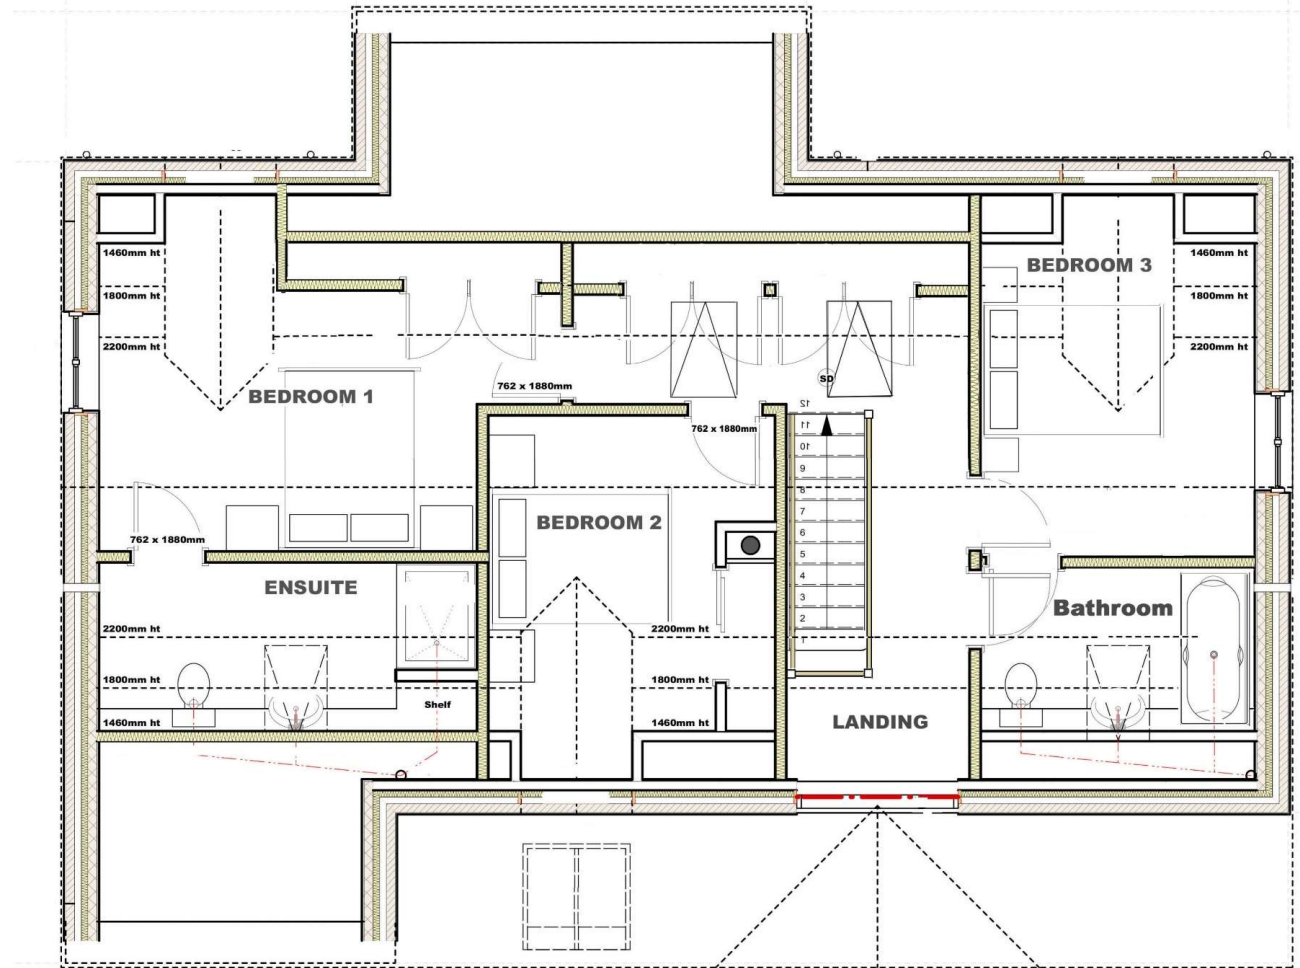 1460mm ht
1800mm ht
2200mm ht
BEDROOM 1
762 x 1880mm
762 x 1880mm
BEDROOM 3
1460mm ht
1800mm ht
2200mm ht
SD
762 x 1880mm
12
11
10
9
8
7
6
5
4
3
2
1
BEDROOM 2
2200mm ht
1800mm ht
1460mm ht
ENSUITE
2200mm ht
1800mm ht
1460mm ht
Shelf
LANDING
Bathroom